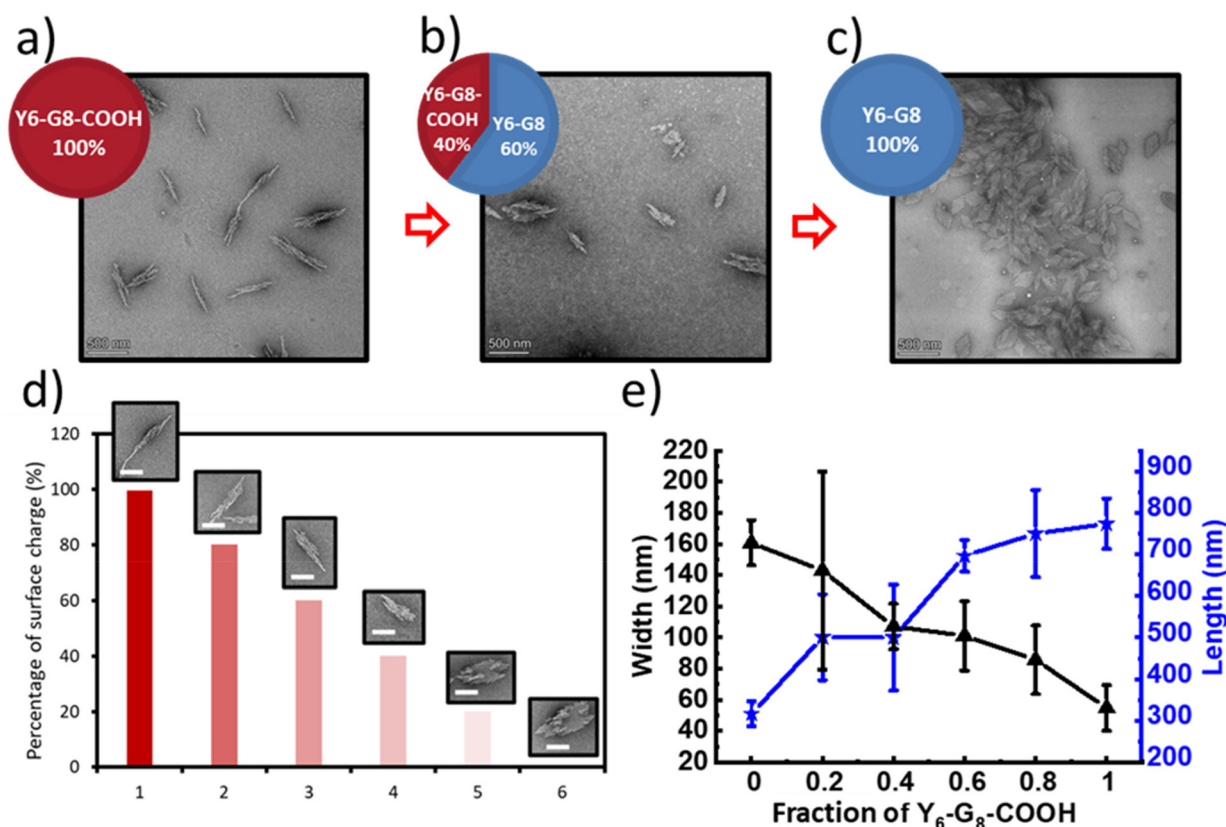 a)
b)
c)
Y6-G8-COOH
100%
Y6-G8-
COOH
40%
Y6-G8
60%
Y6-G8
100%
500 nm
500 nm
500 nm
d)
e)
Percentage of surface charge (%)
120
100
80
60
40
20
0
1 2 3 4 5 6
Width (nm)
220
200
180
160
140
120
100
80
60
40
20
900
800
700
600
500
400
300
200
Length (nm)
0 0.2 0.4 0.6 0.8 1
Fraction of Y₆-G₈-COOH